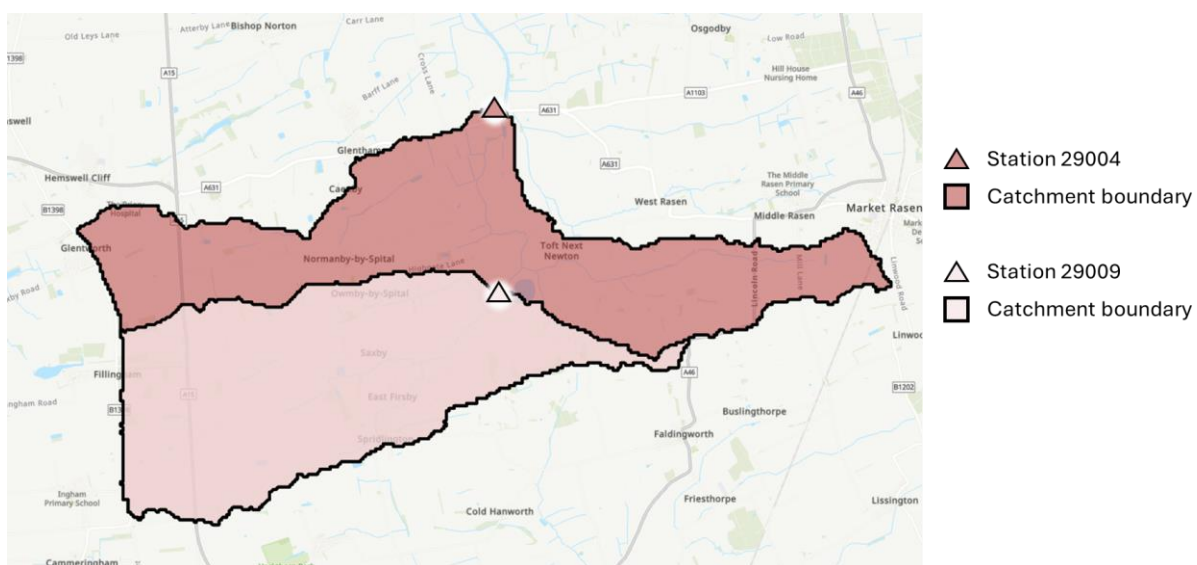 Carr Lane
Atterby Lane
Bishop Norton
Old Leys Lane
Osgodby
Low Road
A15
Cross Lane
Hill House
Nursing Home
Barff Lane
A1103
A46
A631
Glentham
A631
Hemswell Cliff
A631
Caenby
The Middle
Rasen Primary
School
West Rasen
Market Rasen
B1398
Middle Rasen
Hospital
Glentworth
Toft Next
Newton
Normanby-by-Spital
Lincoln Road
Mill Lane
Linwood Road
Owmby-by-Spital
Saxby
A46
Fillingham
East Firsby
A15
B1202
Buslingthorpe
Spridlington
Faldingworth
Ingham
Primary School
Friesthorpe
Lissington
Cold Hanworth
Cammeringham
Station 29004
Catchment boundary
Station 29009
Catchment boundary